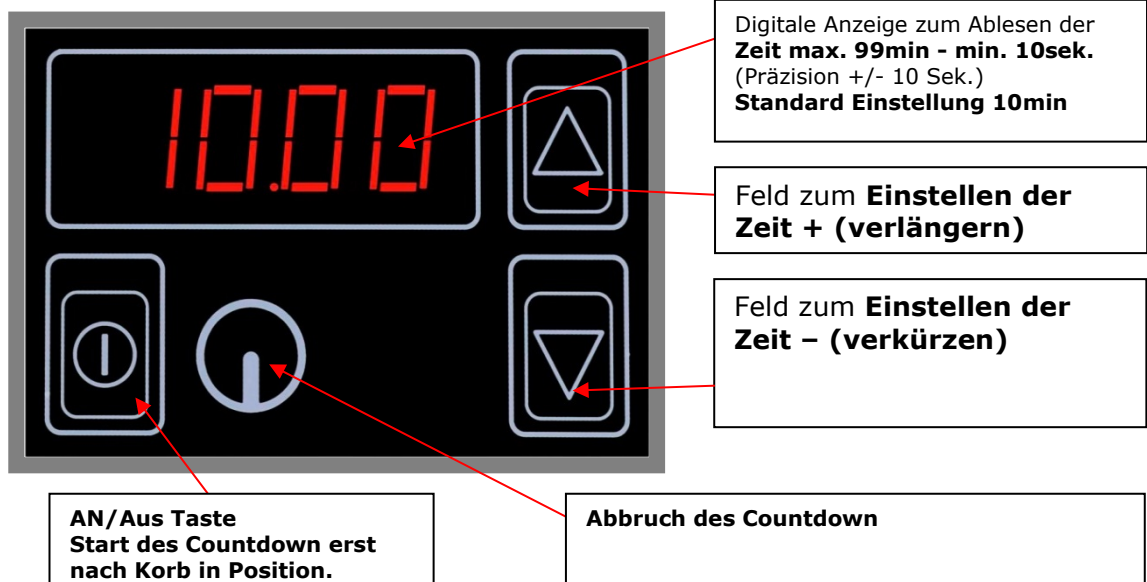 10.00
Digitale Anzeige zum Ablesen der
Zeit max. 99min - min. 10sek.
(Präzision +/- 10 Sek.)
Standard Einstellung 10min
Feld zum Einstellen der
Zeit + (verlängern)
Feld zum Einstellen der
Zeit – (verkürzen)
AN/Aus Taste
Start des Countdown erst
nach Korb in Position.
Abbruch des Countdown